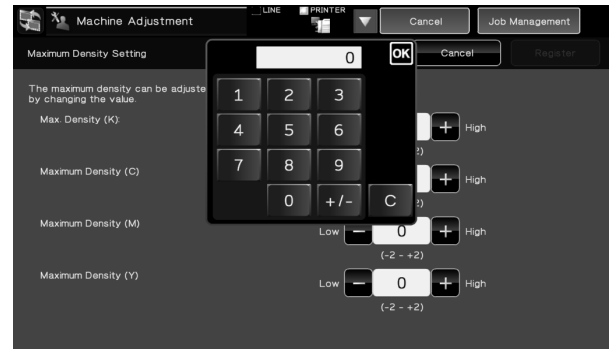 Machine Adjustment
LINE PRINTER
Cancel
Job Management
Maximum Density Setting
0
OK
Cancel
Register
The maximum density can be adjuste
by changing the value.
1 2 3
4 5 6
7 8 9
0 +/- C
Max. Density (K):
+ High
2)
Maximum Density (C)
+ High
2)
Maximum Density (M)
Low − 0 + High
(-2 - +2)
Maximum Density (Y)
Low − 0 + High
(-2 - +2)